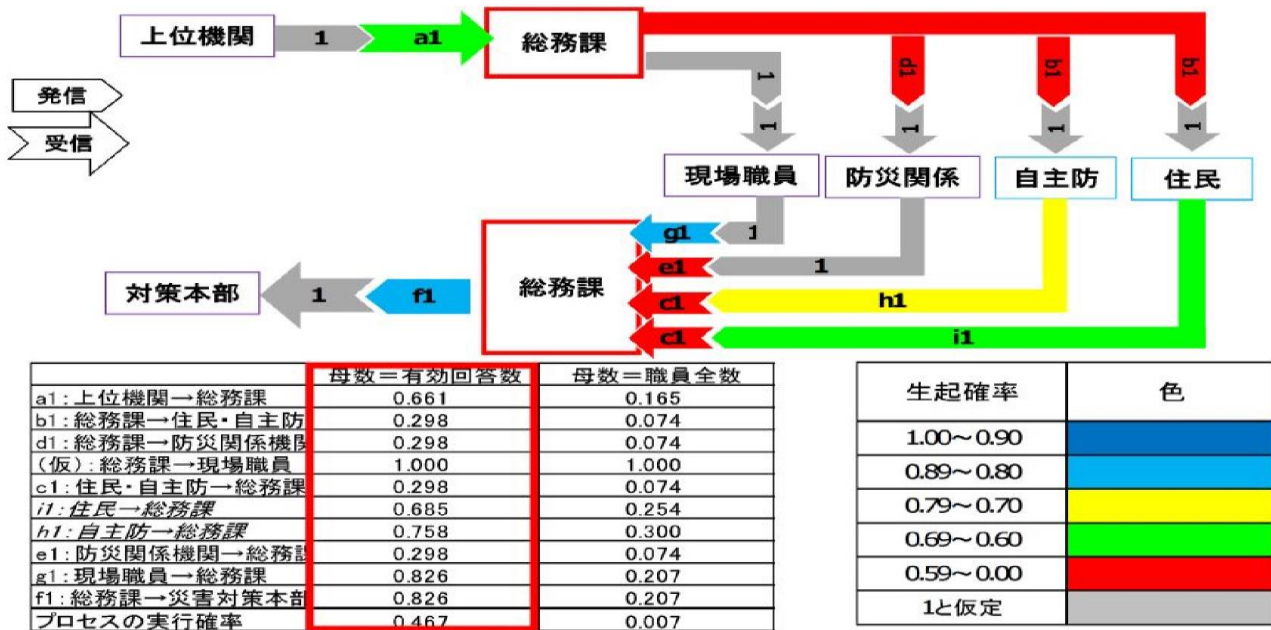 上位機関
1
a1
総務課
発信
受信
1
d1
b1
b1
1
1
1
1
現場職員
防災関係
自主防
住民
g1
1
e1
1
c1
h1
c1
i1
対策本部
1
f1
総務課
母数=有効回答数 母数=職員全数
a1:上位機関→総務課 0.661 0.165
b1:総務課→住民・自主防 0.298 0.074
d1:総務課→防災関係機関 0.298 0.074
(仮):総務課→現場職員 1.000 1.000
c1:住民・自主防→総務課 0.298 0.074
i1:住民→総務課 0.685 0.254
h1:自主防→総務課 0.758 0.300
e1:防災関係機関→総務課 0.298 0.074
g1:現場職員→総務課 0.826 0.207
f1:総務課→災害対策本部 0.826 0.207
プロセスの実行確率 0.467 0.007
生起確率 色
1.00～0.90
0.89～0.80
0.79～0.70
0.69～0.60
0.59～0.00
1と仮定